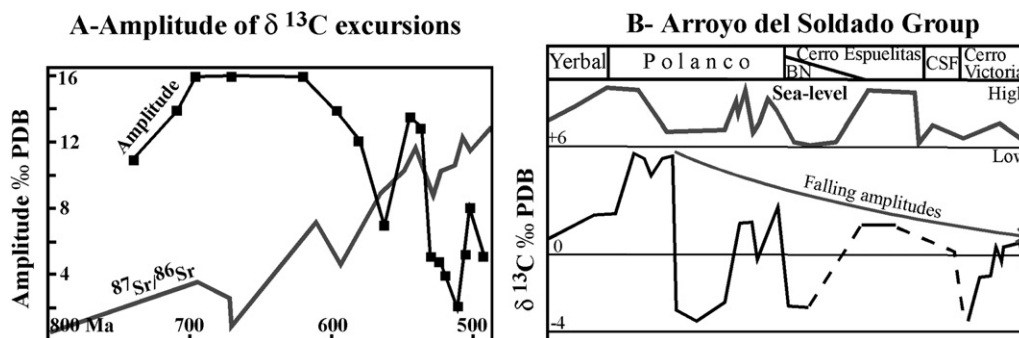 A-Amplitude of δ ¹³C excursions
16
12
8
4
Amplitude ‰ PDB
Amplitude
⁸⁷Sr/⁸⁶Sr
800 Ma
700
600
500
B- Arroyo del Soldado Group
Yerbal
Polanco
BN
Cerro Espuelitas
CSF
Cerro
Victoria
Sea-level
High
Low
+6
0
-4
δ ¹³C ‰ PDB
Falling amplitudes